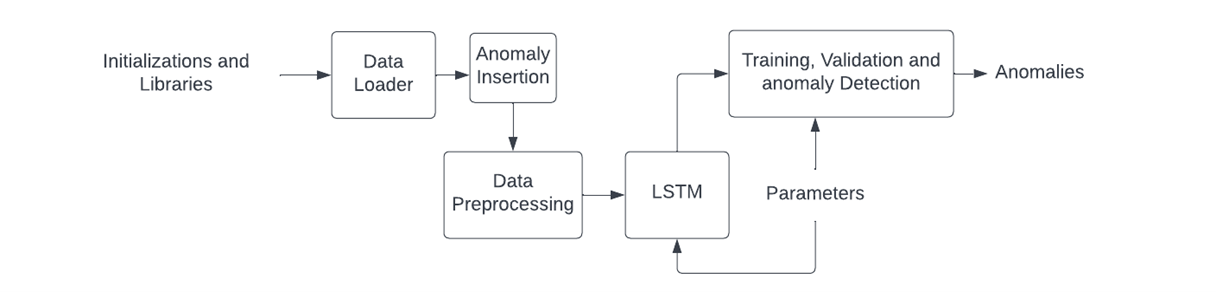 Initializations and
Libraries
Data
Loader
Anomaly
Insertion
Data
Preprocessing
LSTM
Training, Validation and
anomaly Detection
Parameters
Anomalies